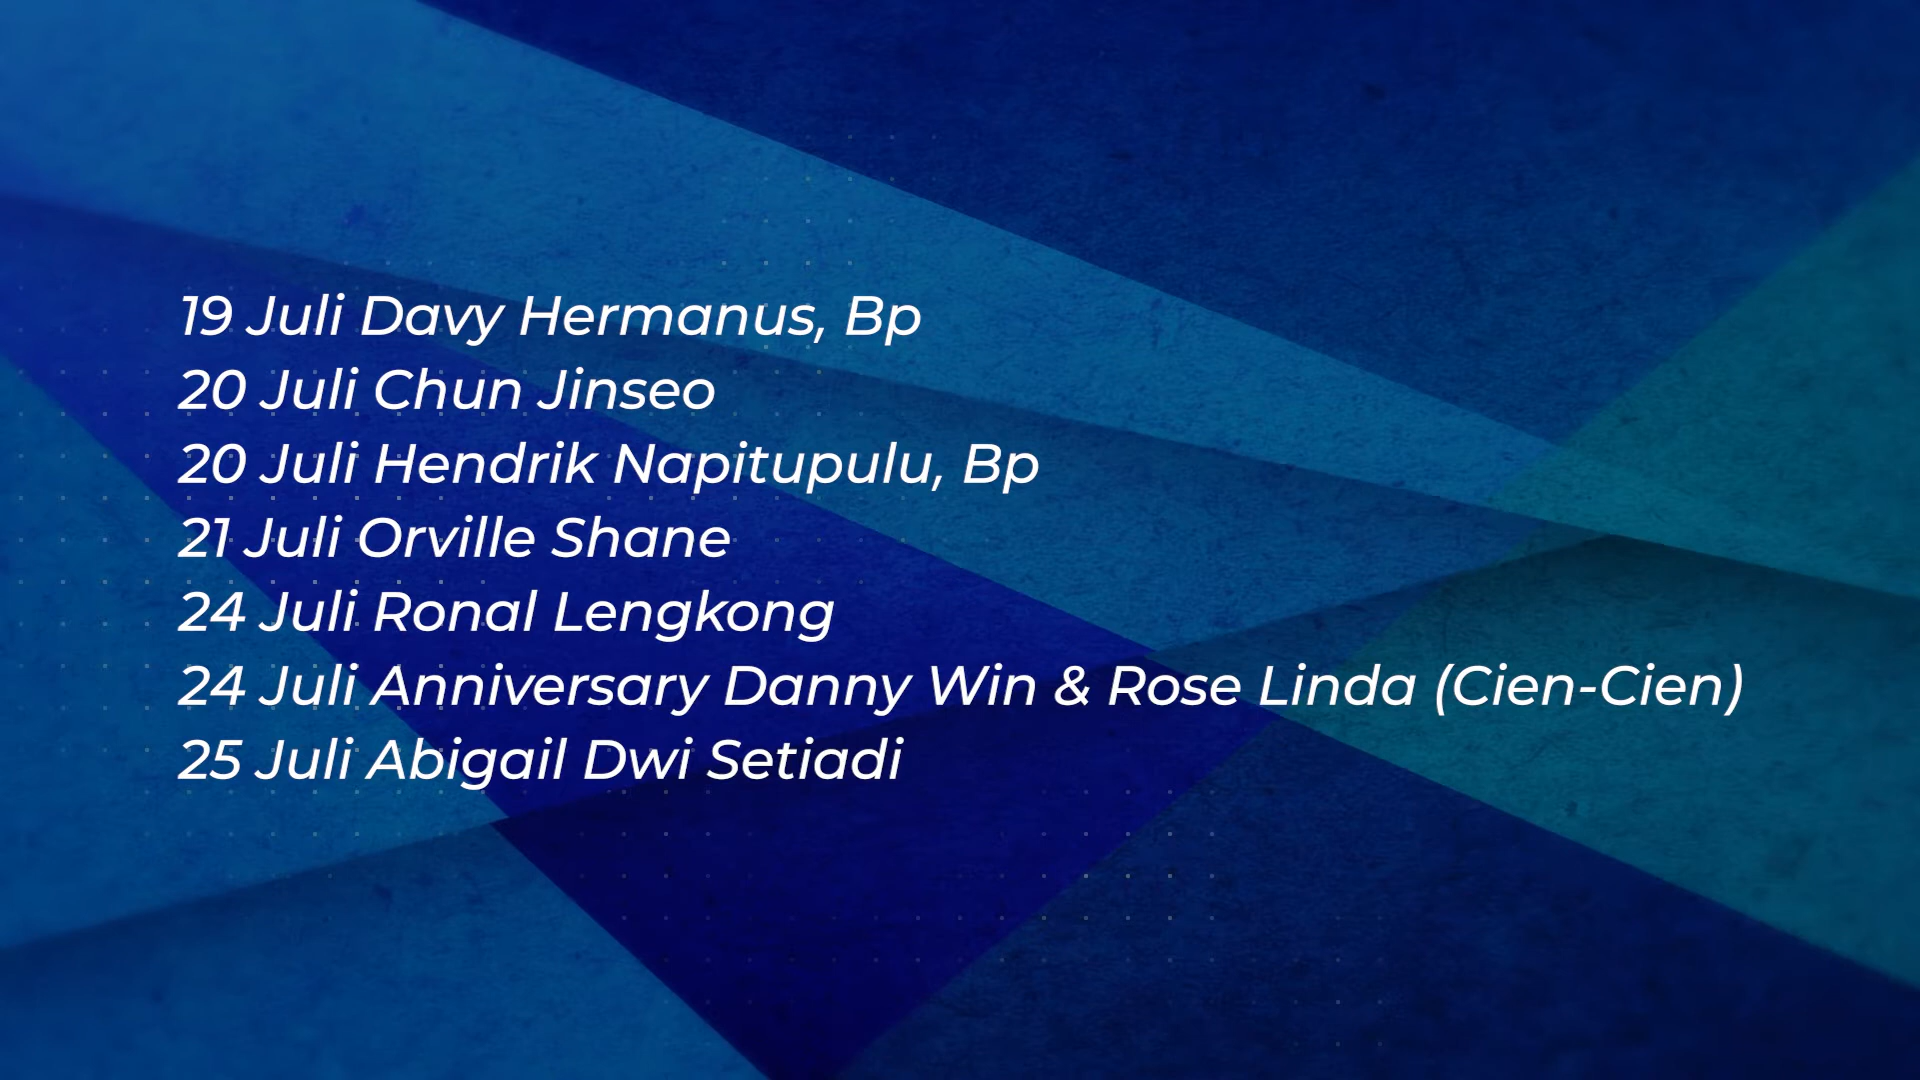 19 Juli Davy Hermanus, Bp
20 Juli Chun Jinseo
20 Juli Hendrik Napitupulu, Bp
21 Juli Orville Shane
24 Juli Ronal Lengkong
24 Juli Anniversary Danny Win & Rose Linda (Cien-Cien)
25 Juli Abigail Dwi Setiadi